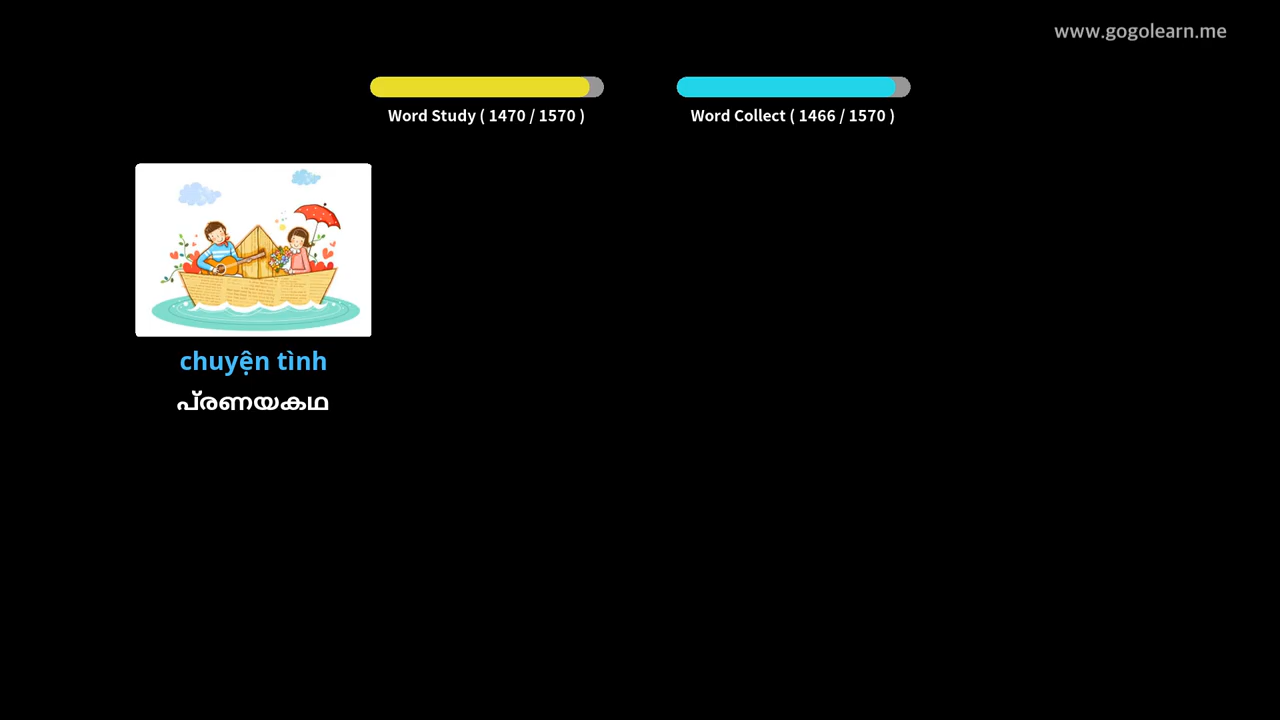 www.gogolearn.me
Word Study ( 1470 / 1570 )
Word Collect ( 1466 / 1570 )
chuyện tình
പ്രണയകഥ